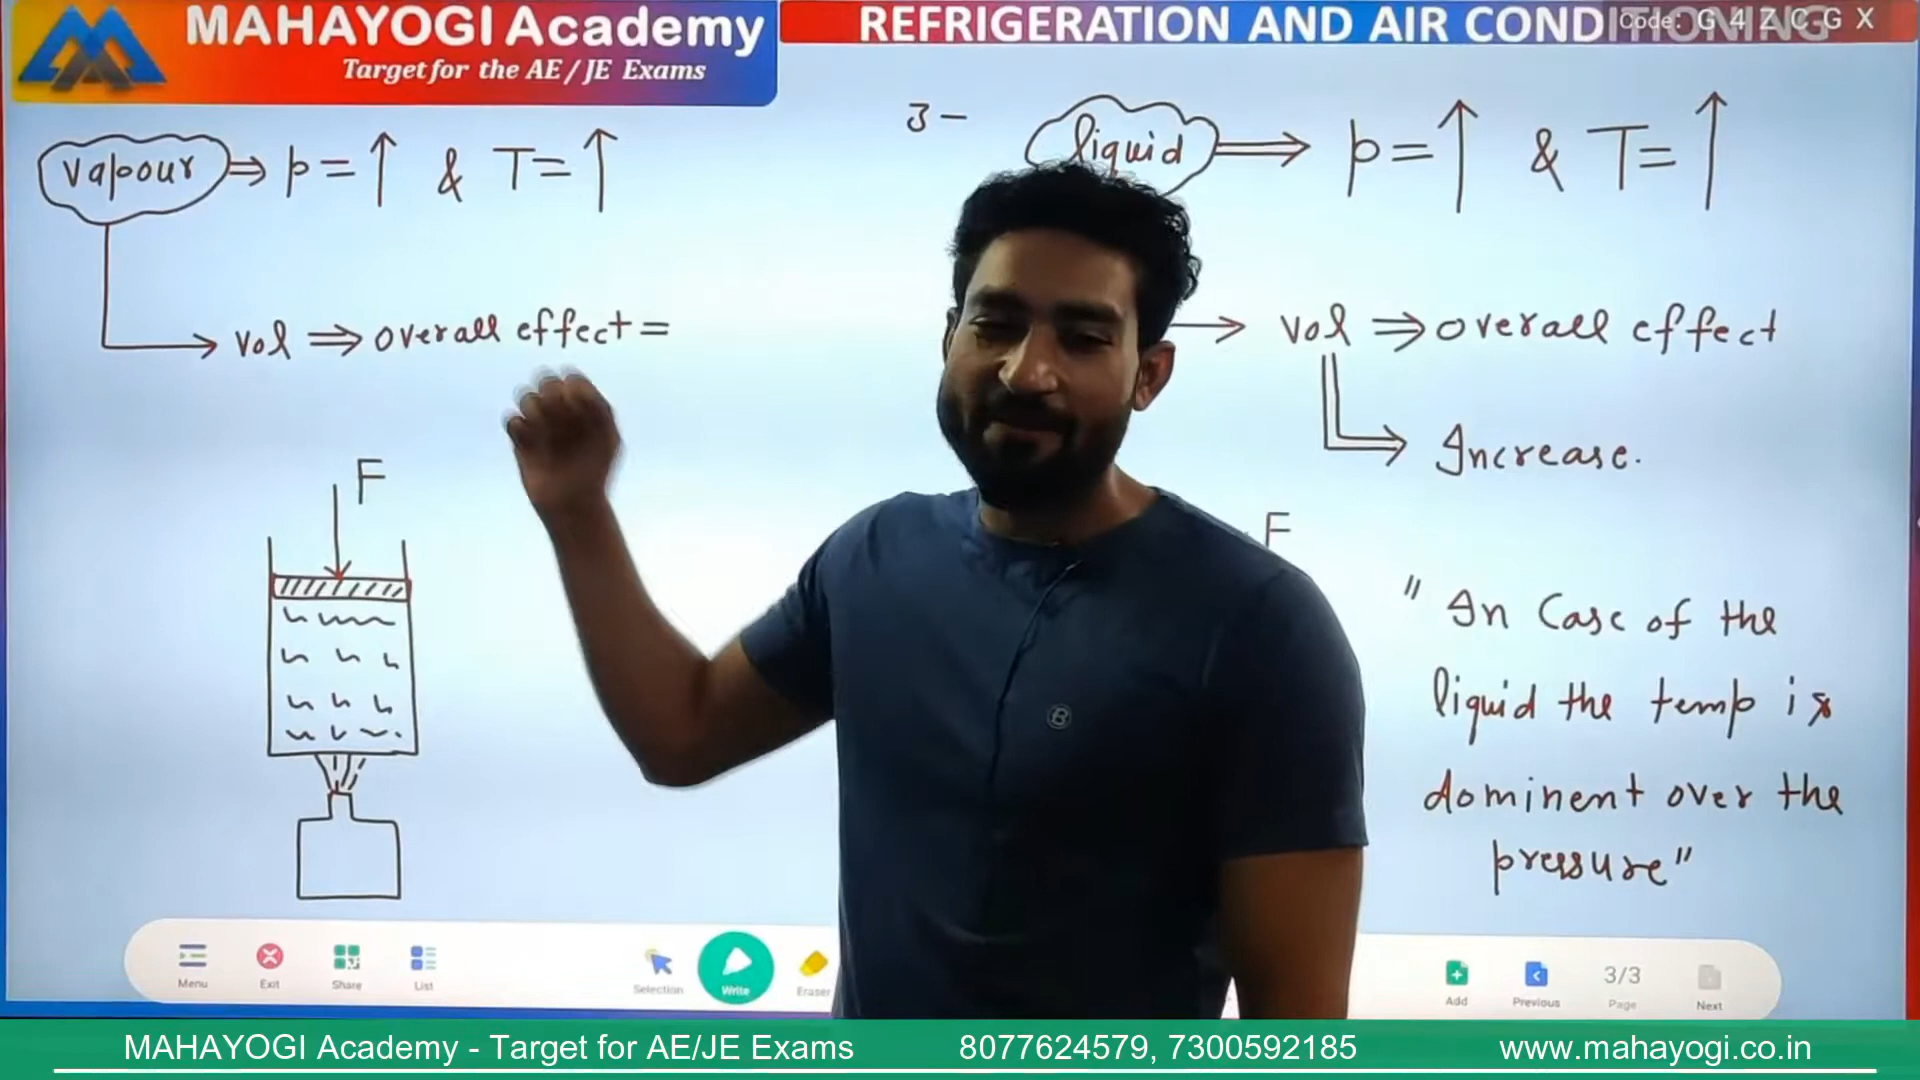 MAHAYOGI Academy
Target for the AE/JE Exams
REFRIGERATION AND AIR CONDITIONING
Code: G 4 Z C G X
vapour ⇒ p = ↑ & T = ↑
vol ⇒ overall effect =
F
3 -
liquid ⇒ p = ↑ & T = ↑
vol ⇒ overall effect
Increase.
F
" In Case of the
liquid the temp is
dominent over the
pressure"
B
Menu
Exit
Share
List
Selection
Write
Eraser
Add
Previous
3/3
Page
Next
MAHAYOGI Academy - Target for AE/JE Exams 8077624579, 7300592185 www.mahayogi.co.in